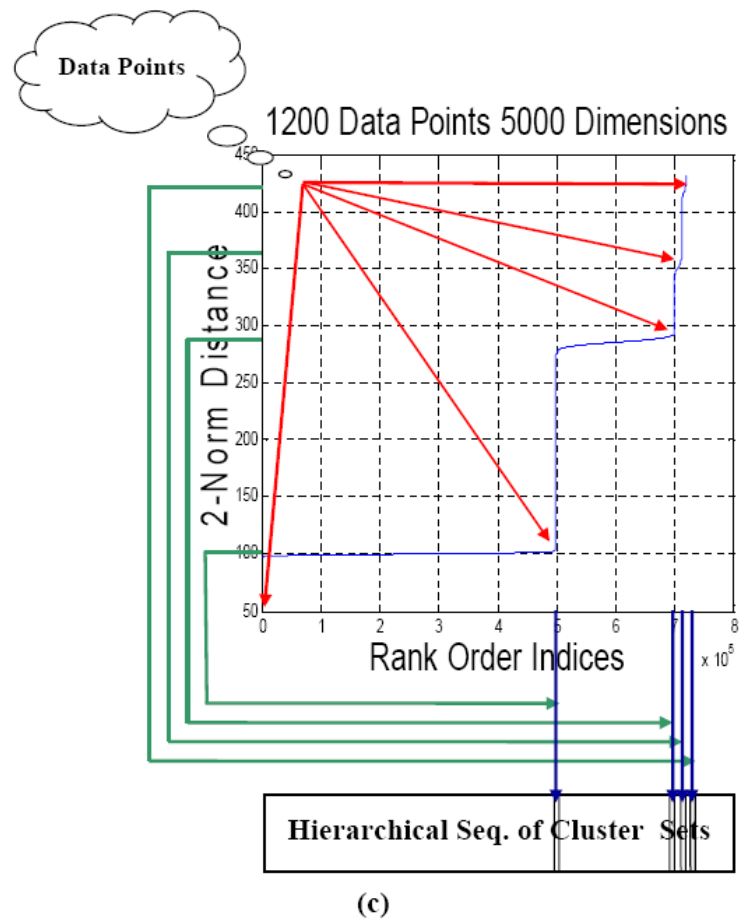 Data Points
1200 Data Points 5000 Dimensions
450
400
350
300
250
200
150
100
50
2-Norm Distance
0 1 2 3 4 5 6 7 8
Rank Order Indices
x 10^5
Hierarchical Seq. of Cluster Sets
(c)